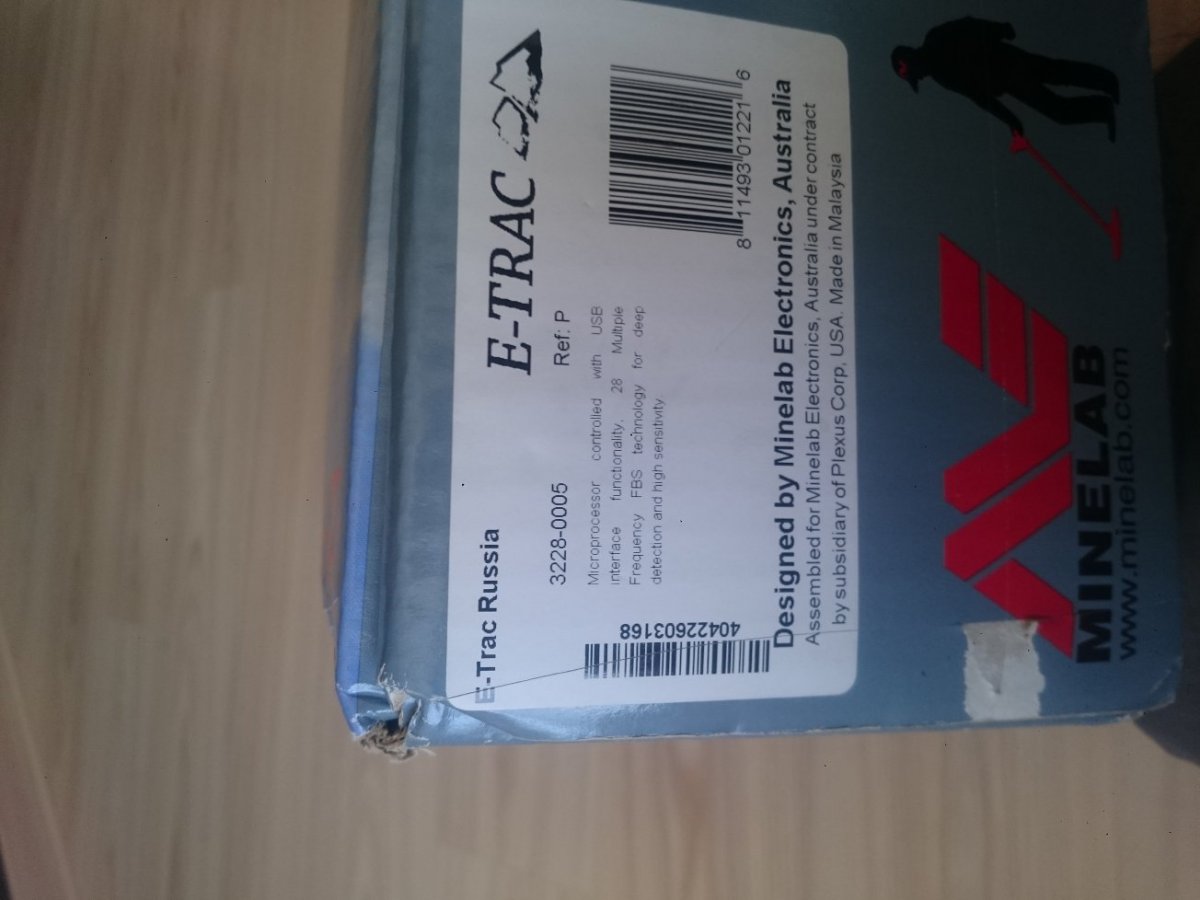 E-Trac Russia
E-TRAC
3228-0005
Ref: P
Microprocessor controlled with USB
interface functionality. 28 Multiple
Frequency FBS technology for deep
detection and high sensitivity.
40422603168
8 11493 01221 6
Designed by Minelab Electronics, Australia
Assembled for Minelab Electronics, Australia under contract
by subsidiary of Plexus Corp, USA. Made in Malaysia
MINELAB
www.minelab.com